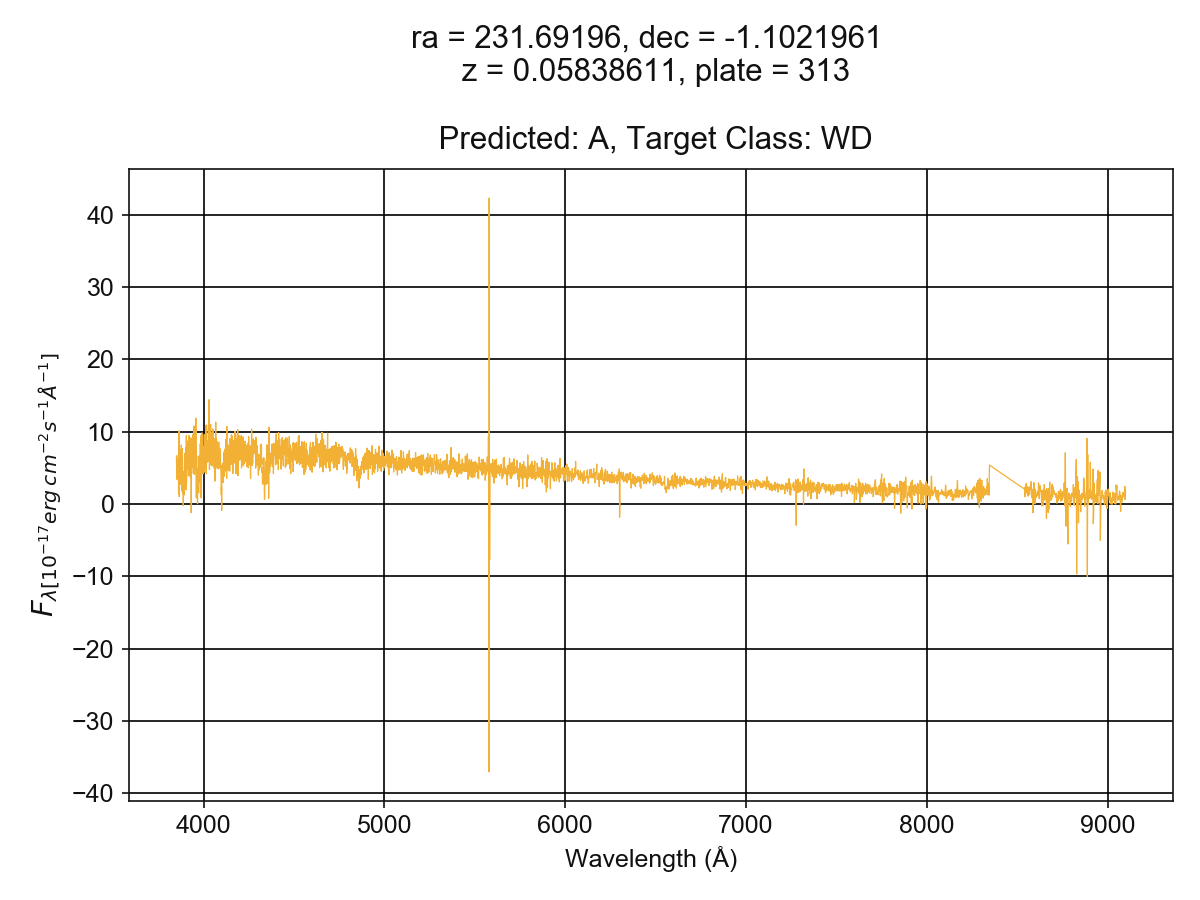 ra = 231.69196, dec = -1.1021961
z = 0.05838611, plate = 313
Predicted: A, Target Class: WD
40
30
20
10
0
−10
−20
−30
−40
F_{λ[10^{−17} erg cm^{−2} s^{−1} Å^{−1}]}
4000 5000 6000 7000 8000 9000
Wavelength (Å)